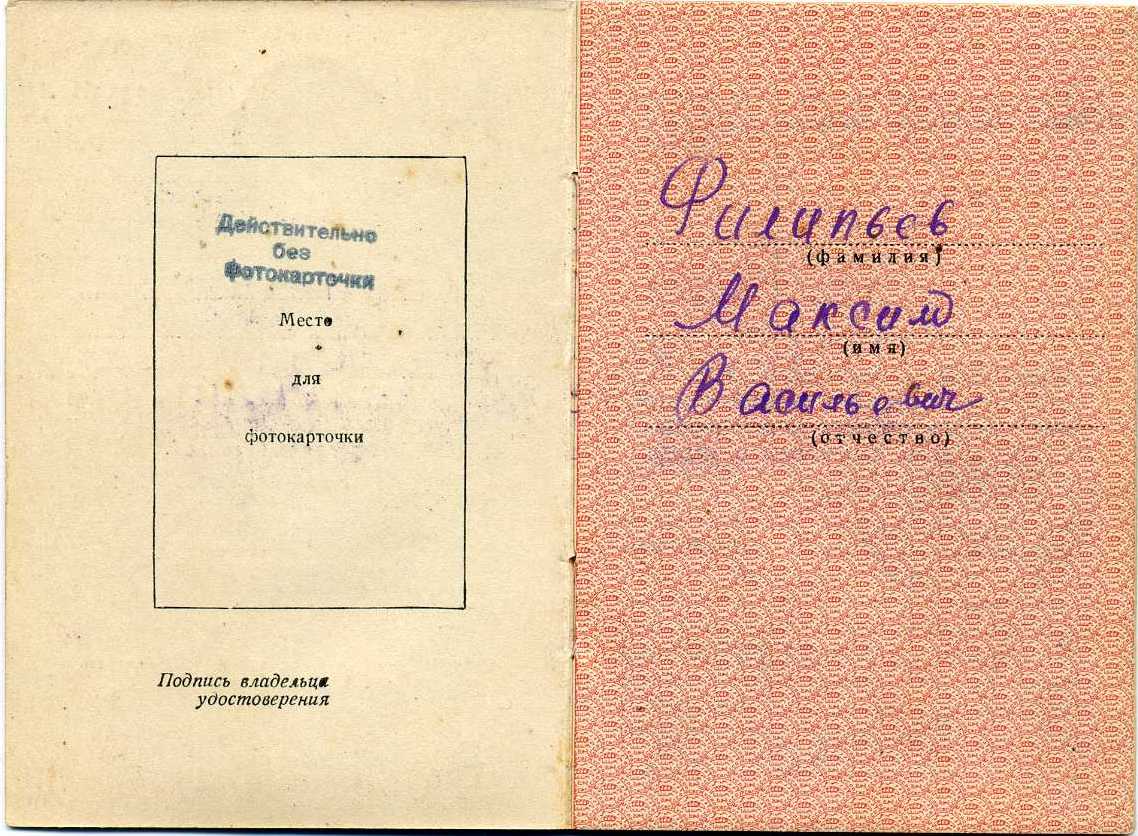 Действительно
без
фотокарточки
Место
для
фотокарточки
Подпись владельца
удостоверения
Филипьев
(фамилия)
Максим
(имя)
Васильевич
(отчество)